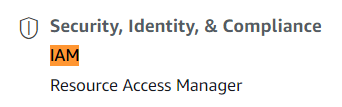 Security, Identity, & Compliance
IAM
Resource Access Manager